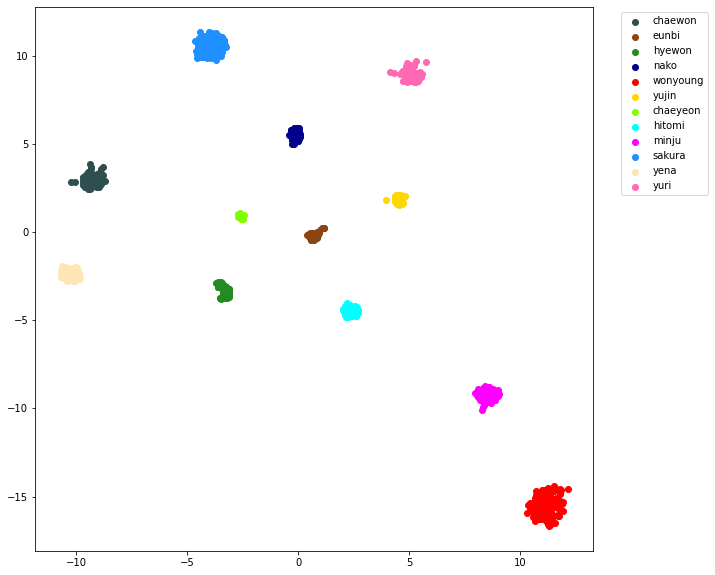 chaewon
eunbi
hyewon
nako
wonyoung
yujin
chaeyeon
hitomi
minju
sakura
yena
yuri
10
5
0
−5
−10
−15
−10
−5
0
5
10